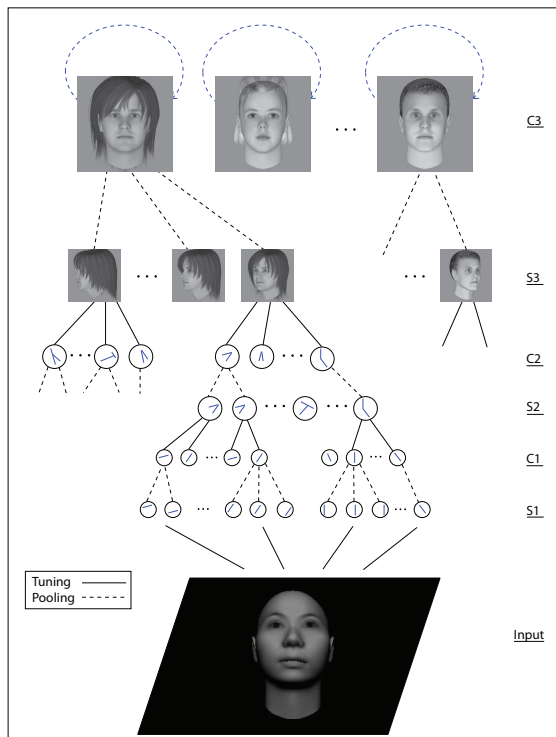 C3
S3
C2
S2
C1
S1
Tuning
Pooling
Input